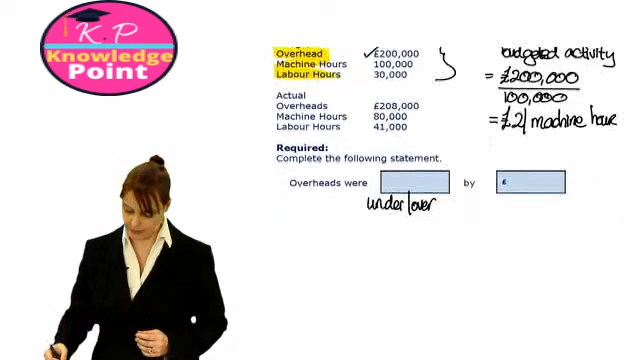 K.P
Knowledge
Point
Overhead £200,000
Machine Hours 100,000
Labour Hours 30,000
Actual
Overheads £208,000
Machine Hours 80,000
Labour Hours 41,000
Required:
Complete the following statement.
Overheads were by £
under/over
budgeted activity
= £200,000
100,000
= £2/machine hour